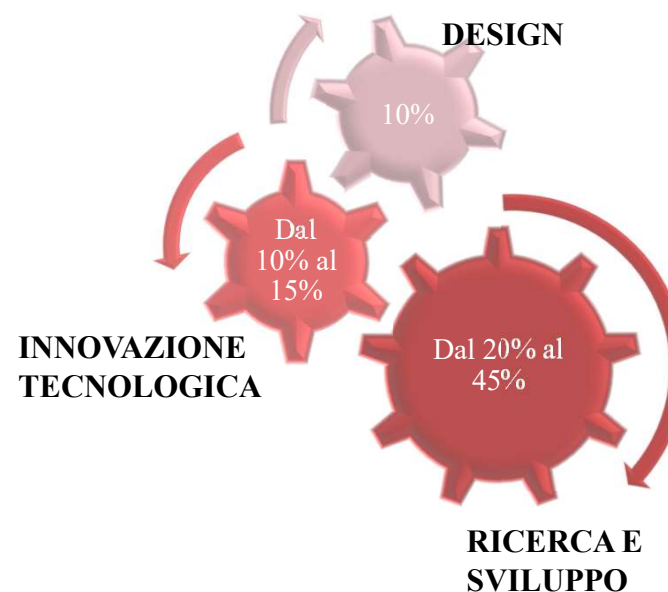 DESIGN
10%
Dal
10% al
15%
INNOVAZIONE
TECNOLOGICA
Dal 20% al
45%
RICERCA E
SVILUPPO